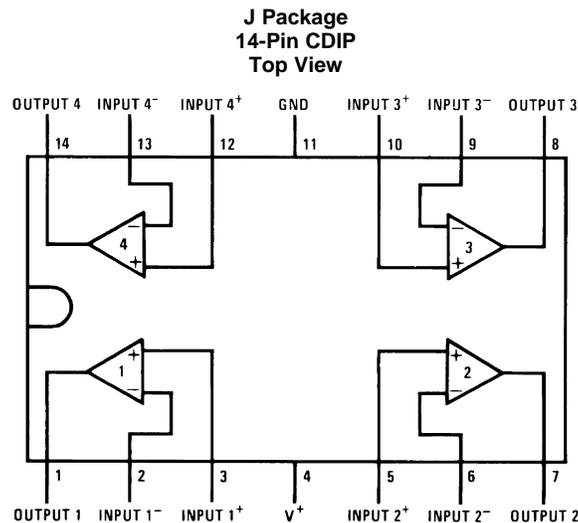 J Package
14-Pin CDIP
Top View
OUTPUT 4 INPUT 4⁻ INPUT 4⁺ GND INPUT 3⁺ INPUT 3⁻ OUTPUT 3
14 13 12 11 10 9 8
− −
4 3
+ +
+ +
1 2
− −
1 2 3 4 5 6 7
OUTPUT 1 INPUT 1⁻ INPUT 1⁺ V⁺ INPUT 2⁺ INPUT 2⁻ OUTPUT 2